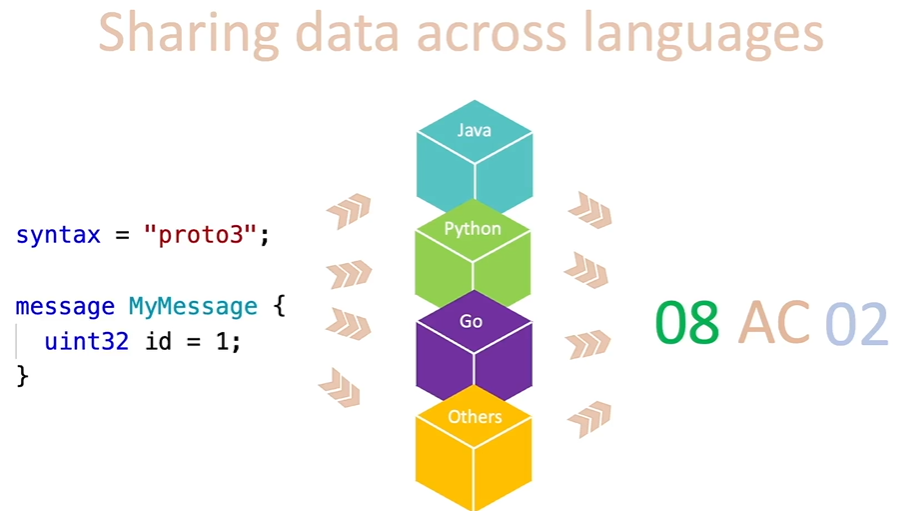 Sharing data across languages
syntax = "proto3";
message MyMessage {
  uint32 id = 1;
}
Java
Python
Go
Others
08 AC 02